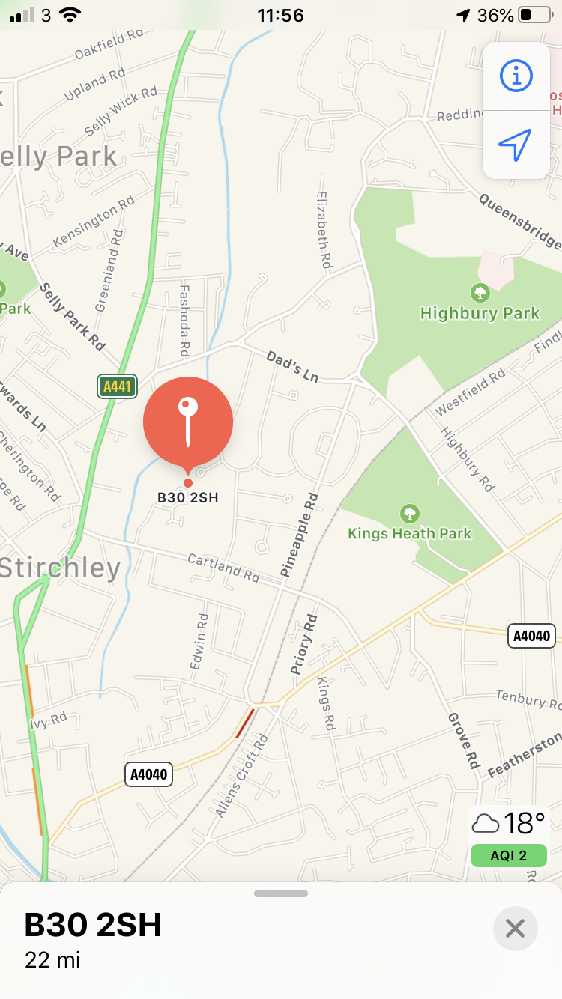 3
11:56
36%
Oakfield Rd
Upland Rd
Selly Wick Rd
elly Park
Kensington Rd
Greenland Rd
Elizabeth Rd
Redding
Queensbridge
Ave
Park
Selly Park Rd
Fashoda Rd
Highbury Park
Dad's Ln
A441
Findl
Westfield Rd
wards Ln
Cherington Rd
pe Rd
Highbury Rd
B30 2SH
Kings Heath Park
Pineapple Rd
Stirchley
Cartland Rd
Edwin Rd
Priory Rd
A4040
Kings Rd
Tenbury Rd
Ivy Rd
Grove Rd
Featherston
Allens Croft Rd
A4040
18°
AQI 2
Rd
B30 2SH
22 mi